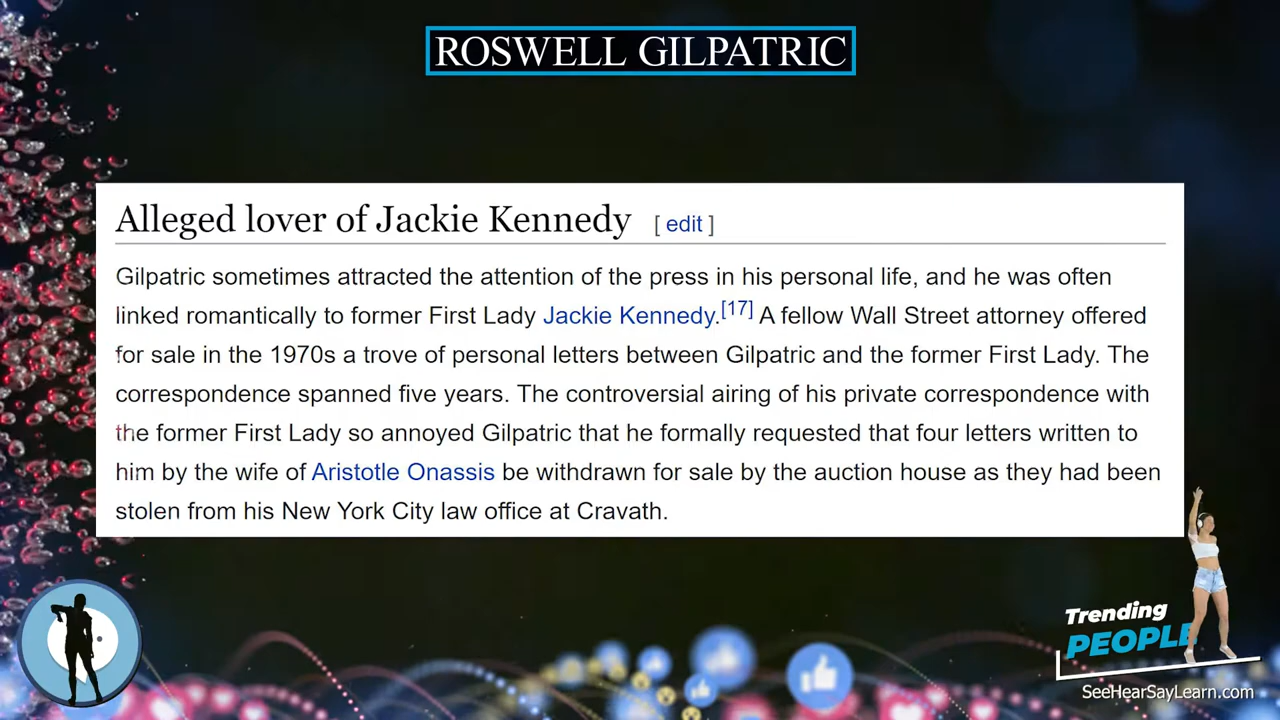 ROSWELL GILPATRIC
Alleged lover of Jackie Kennedy [ edit ]
Gilpatric sometimes attracted the attention of the press in his personal life, and he was often
linked romantically to former First Lady Jackie Kennedy.[17] A fellow Wall Street attorney offered
for sale in the 1970s a trove of personal letters between Gilpatric and the former First Lady. The
correspondence spanned five years. The controversial airing of his private correspondence with
the former First Lady so annoyed Gilpatric that he formally requested that four letters written to
him by the wife of Aristotle Onassis be withdrawn for sale by the auction house as they had been
stolen from his New York City law office at Cravath.
Trending
PEOPLE
SeeHearSayLearn.com